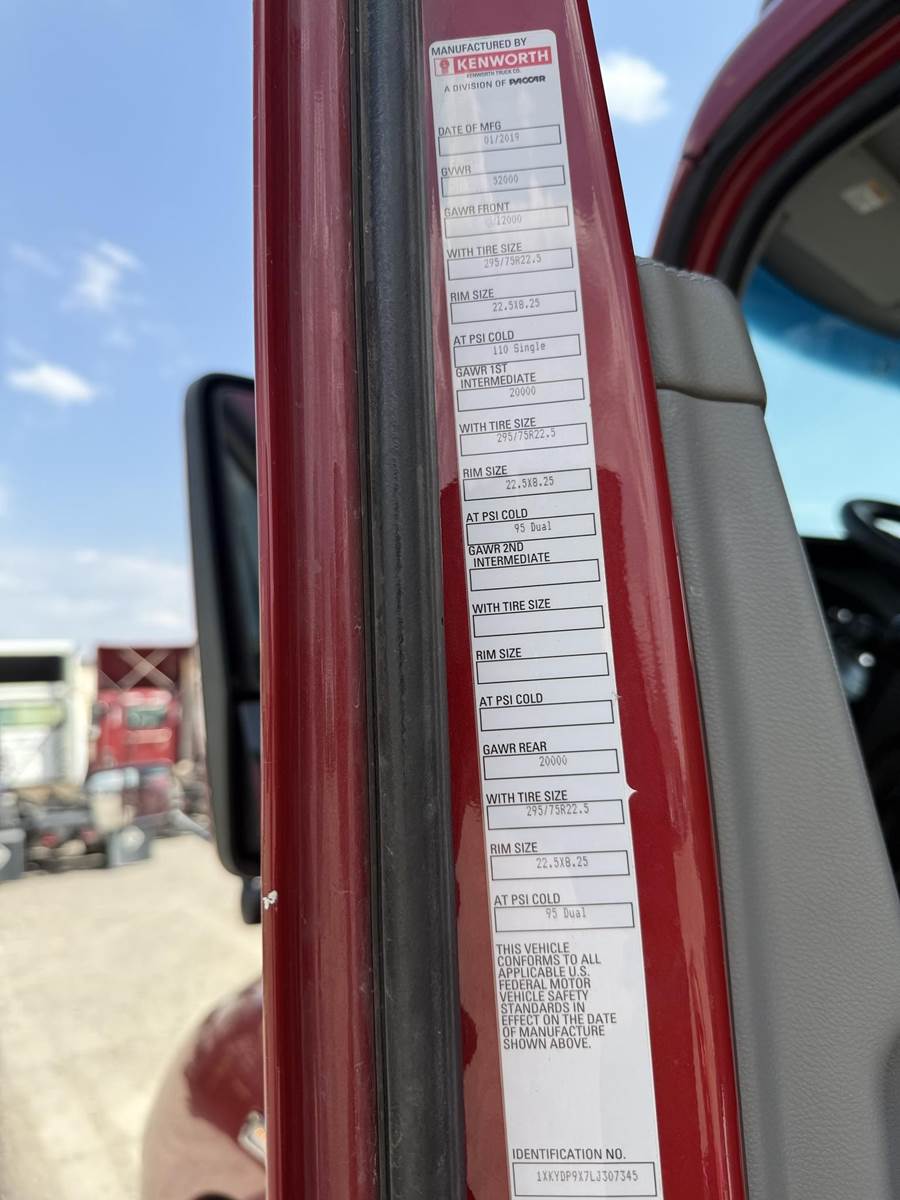 MANUFACTURED BY
KENWORTH
KENWORTH TRUCK CO.
A DIVISION OF PACCAR
DATE OF MFG
01/2019
GVWR
52000
GAWR FRONT
12000
WITH TIRE SIZE
295/75R22.5
RIM SIZE
22.5X8.25
AT PSI COLD
110 Single
GAWR 1ST
INTERMEDIATE
20000
WITH TIRE SIZE
295/75R22.5
RIM SIZE
22.5X8.25
AT PSI COLD
95 Dual
GAWR 2ND
INTERMEDIATE
WITH TIRE SIZE
RIM SIZE
AT PSI COLD
GAWR REAR
20000
WITH TIRE SIZE
295/75R22.5
RIM SIZE
22.5X8.25
AT PSI COLD
95 Dual
THIS VEHICLE
CONFORMS TO ALL
APPLICABLE U.S.
FEDERAL MOTOR
VEHICLE SAFETY
STANDARDS IN
EFFECT ON THE DATE
OF MANUFACTURE
SHOWN ABOVE.
IDENTIFICATION NO.
1XKYDP9X7LJ307345